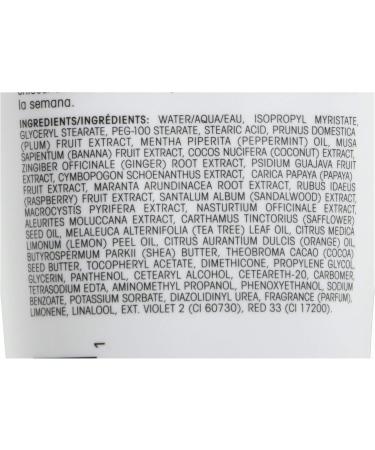 la semana.
INGREDIENTS/INGRÉDIENTS: WATER/AQUA/EAU, ISOPROPYL MYRISTATE,
GLYCERYL STEARATE, PEG-100 STEARATE, STEARIC ACID, PRUNUS DOMESTICA
(PLUM) FRUIT EXTRACT, MENTHA PIPERITA (PEPPERMINT) OIL, MUSA
SAPIENTUM (BANANA) FRUIT EXTRACT, COCOS NUCIFERA (COCONUT) EXTRACT,
ZINGIBER OFFICINALE (GINGER) ROOT EXTRACT, PSIDIUM GUAJAVA FRUIT
EXTRACT, CYMBOPOGON SCHOENANTHUS EXTRACT, CARICA PAPAYA (PAPAYA)
FRUIT EXTRACT, MARANTA ARUNDINACEA ROOT EXTRACT, RUBUS IDAEUS
(RASPBERRY) FRUIT EXTRACT, SANTALUM ALBUM (SANDALWOOD) EXTRACT,
MACROCYSTIS PYRIFERA EXTRACT, NASTURTIUM OFFICINALE EXTRACT,
ALEURITES MOLUCCANA EXTRACT, CARTHAMUS TINCTORIUS (SAFFLOWER)
SEED OIL, MELALEUCA ALTERNIFOLIA (TEA TREE) LEAF OIL, CITRUS MEDICA
LIMONUM (LEMON) PEEL OIL, CITRUS AURANTIUM DULCIS (ORANGE) OIL
BUTYROSPERMUM PARKII (SHEA) BUTTER, THEOBROMA CACAO (COCOA)
SEED BUTTER, TOCOPHERYL ACETATE, DIMETHICONE, PROPYLENE GLYCOL,
GLYCERIN, PANTHENOL, CETEARYL ALCOHOL, CETEARETH-20, CARBOMER,
TETRASODIUM EDTA, AMINOMETHYL PROPANOL, PHENOXYETHANOL, SODIUM
BENZOATE, POTASSIUM SORBATE, DIAZOLIDINYL UREA, FRAGRANCE (PARFUM),
LIMONENE, LINALOOL, EXT. VIOLET 2 (CI 60730), RED 33 (CI 17200).
1